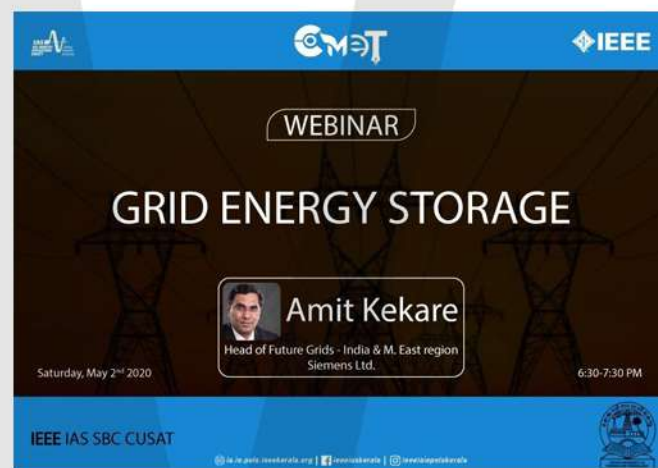 COMET
IEEE
WEBINAR
GRID ENERGY STORAGE
Amit Kekare
Head of Future Grids - India & M. East region
Siemens Ltd.
Saturday, May 2nd 2020
6:30-7:30 PM
IEEE IAS SBC CUSAT